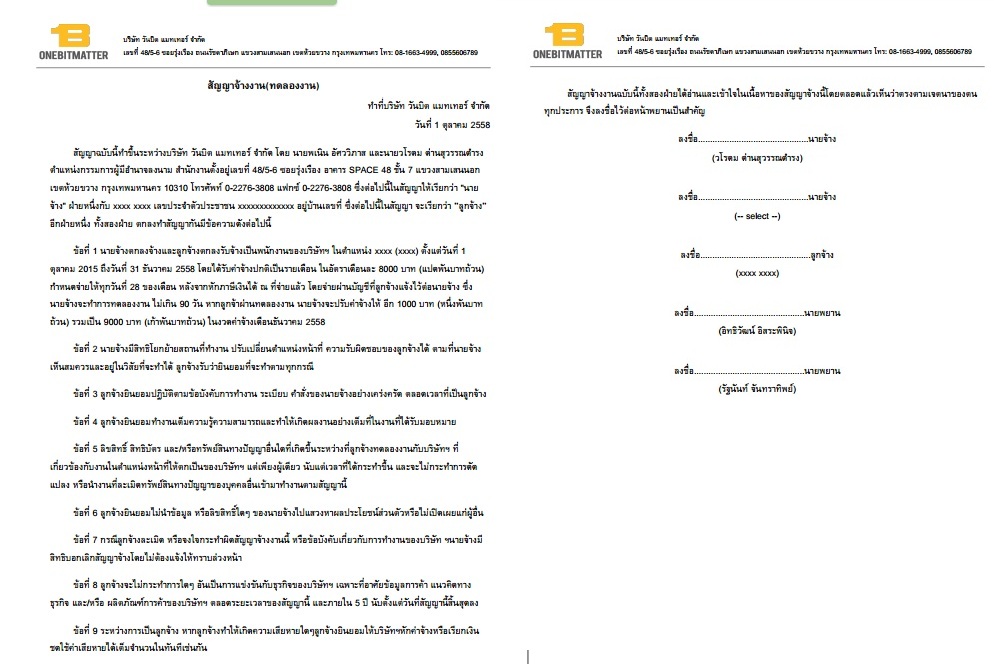 ONEBITMATTER
บริษัท วันบิต แมทเทอร์ จำกัด
เลขที่ 48/5-6 ซอยรุ่งเรือง ถนนรัชดาภิเษก แขวงสามเสนนอก เขตห้วยขวาง กรุงเทพมหานคร โทร: 08-1663-4999, 0855606789
สัญญาจ้างงาน(ทดลองงาน)
ทำที่บริษัท วันบิต แมทเทอร์ จำกัด
วันที่ 1 ตุลาคม 2558
สัญญาฉบับนี้ทำขึ้นระหว่างบริษัท วันบิต แมทเทอร์ จำกัด โดย นายพเนิน อัศววิภาส และนายวโรดม ด่านสุวรรณดำรง
ตำแหน่งกรรมการผู้มีอำนาจลงนาม สำนักงานตั้งอยู่เลขที่ 48/5-6 ซอยรุ่งเรือง อาคาร SPACE 48 ชั้น 7 แขวงสามเสนนอก
เขตห้วยขวาง กรุงเทพมหานคร 10310 โทรศัพท์ 0-2276-3808 แฟกซ์ 0-2276-3808 ซึ่งต่อไปนี้ในสัญญาให้เรียกว่า "นาย
จ้าง" ฝ่ายหนึ่งกับ xxxx xxxx เลขประจำตัวประชาชน xxxxxxxxxxxxx อยู่บ้านเลขที่ ซึ่งต่อไปนี้ในสัญญา จะเรียกว่า "ลูกจ้าง"
อีกฝ่ายหนึ่ง ทั้งสองฝ่าย ตกลงทำสัญญากันมีข้อความดังต่อไปนี้
ข้อที่ 1 นายจ้างตกลงจ้างและลูกจ้างตกลงรับจ้างเป็นพนักงานของบริษัทฯ ในตำแหน่ง xxxx (xxxx) ตั้งแต่วันที่ 1
ตุลาคม 2015 ถึงวันที่ 31 ธันวาคม 2558 โดยได้รับค่าจ้างปกติเป็นรายเดือน ในอัตราเดือนละ 8000 บาท (แปดพันบาทถ้วน)
กำหนดจ่ายให้ทุกวันที่ 28 ของเดือน หลังจากหักภาษีเงินได้ ณ ที่จ่ายแล้ว โดยจ่ายผ่านบัญชีที่ลูกจ้างแจ้งไว้ต่อนายจ้าง ซึ่ง
นายจ้างจะทำการทดลองงาน ไม่เกิน 90 วัน หากลูกจ้าผ่านทดลองงาน นายจ้างจะปรับค่าจ้างให้ อีก 1000 บาท (หนึ่งพันบาท
ถ้วน) รวมเป็น 9000 บาท (เก้าพันบาทถ้วน) ในงวดค่าจ้างเดือนธันวาคม 2558
ข้อที่ 2 นายจ้างมีสิทธิโยกย้ายสถานที่ทำงาน ปรับเปลี่ยนตำแหน่งหน้าที่ ความรับผิดชอบของลูกจ้างได้ ตามที่นายจ้าง
เห็นสมควรและอยู่ในวิสัยที่จะทำได้ ลูกจ้างรับว่ายินยอมที่จะทำตามทุกกรณี
ข้อที่ 3 ลูกจ้างยินยอมปฏิบัติตามข้อบังคับการทำงาน ระเบียบ คำสั่งของนายจ้างอย่างเคร่งครัด ตลอดเวลาที่เป็นลูกจ้าง
ข้อที่ 4 ลูกจ้างยินยอมทำงานเต็มความรู้ความสามารถและทำให้เกิดผลงานอย่างเต็มที่ในงานที่ได้รับมอบหมาย
ข้อที่ 5 ลิขสิทธิ์ สิทธิบัตร และ/หรือทรัพย์สินทางปัญญาอื่นใดที่เกิดขึ้นระหว่างที่ลูกจ้างทดลองงานกับบริษัทฯ ที่
เกี่ยวข้องกับงานในตำแหน่งหน้าที่ให้ตกเป็นของบริษัทฯ แต่เพียงผู้เดียว นับแต่เวลาที่ได้กระทำขึ้น และจะไม่กระทำการดัด
แปลง หรือนำงานที่ละเมิดทรัพย์สินทางปัญญาของบุคคลอื่นเข้ามาทำงานตามสัญญานี้
ข้อที่ 6 ลูกจ้างยินยอมไม่นำข้อมูล หรือลิขสิทธิ์ใดๆ ของนายจ้างไปแสวงหาผลประโยชน์ส่วนตัวหรือไม่เปิดเผยแก่ผู้อื่น
ข้อที่ 7 กรณีลูกจ้างละเมิด หรือจงใจกระทำผิดสัญญาจ้างงานนี้ หรือข้อบังคับเกี่ยวกับการทำงานของบริษัท ฯนายจ้างมี
สิทธิบอกเลิกสัญญาจ้างโดยไม่ต้องแจ้งให้ทราบล่วงหน้า
ข้อที่ 8 ลูกจ้างจะไม่กระทำการใดๆ อันเป็นการแข่งขันกับธุรกิจของบริษัทฯ เฉพาะที่อาศัยข้อมูลการค้า แนวคิดทาง
ธุรกิจ และ/หรือ ผลิตภัณฑ์การค้าของบริษัทฯ ตลอดระยะเวลาของสัญญานี้ และภายใน 5 ปี นับตั้งแต่วันที่สัญญานี้สิ้นสุดลง
ข้อที่ 9 ระหว่างการเป็นลูกจ้าง หากลูกจ้างทำให้เกิดความเสียหายใดๆลูกจ้างยินยอมให้บริษัทฯหักค่าจ้างหรือเรียกเงิน
ชดใช้ค่าเสียหายได้เต็มจำนวนในทันทีเช่นกัน
ONEBITMATTER
บริษัท วันบิต แมทเทอร์ จำกัด
เลขที่ 48/5-6 ซอยรุ่งเรือง ถนนรัชดาภิเษก แขวงสามเสนนอก เขตห้วยขวาง กรุงเทพมหานคร โทร: 08-1663-4999, 0855606789
สัญญาจ้างงานฉบับนี้ทั้งสองฝ่ายได้อ่านและเข้าใจในเนื้อหาของสัญญาจ้างนี้โดยตลอดแล้วเห็นว่าตรงตามเจตนาของตน
ทุกประการ จึงลงชื่อไว้ต่อหน้าพยานเป็นสำคัญ
ลงชื่อ.................................................นายจ้าง
(วโรดม ด่านสุวรรณดำรง)
ลงชื่อ.................................................นายจ้าง
(-- select --)
ลงชื่อ.................................................ลูกจ้าง
(xxxx xxxx)
ลงชื่อ.................................................นายพยาน
(อิทธิวัฒน์ อิสระพินิจ)
ลงชื่อ.................................................นายพยาน
(รัฐนันท์ จันทราทิพย์)